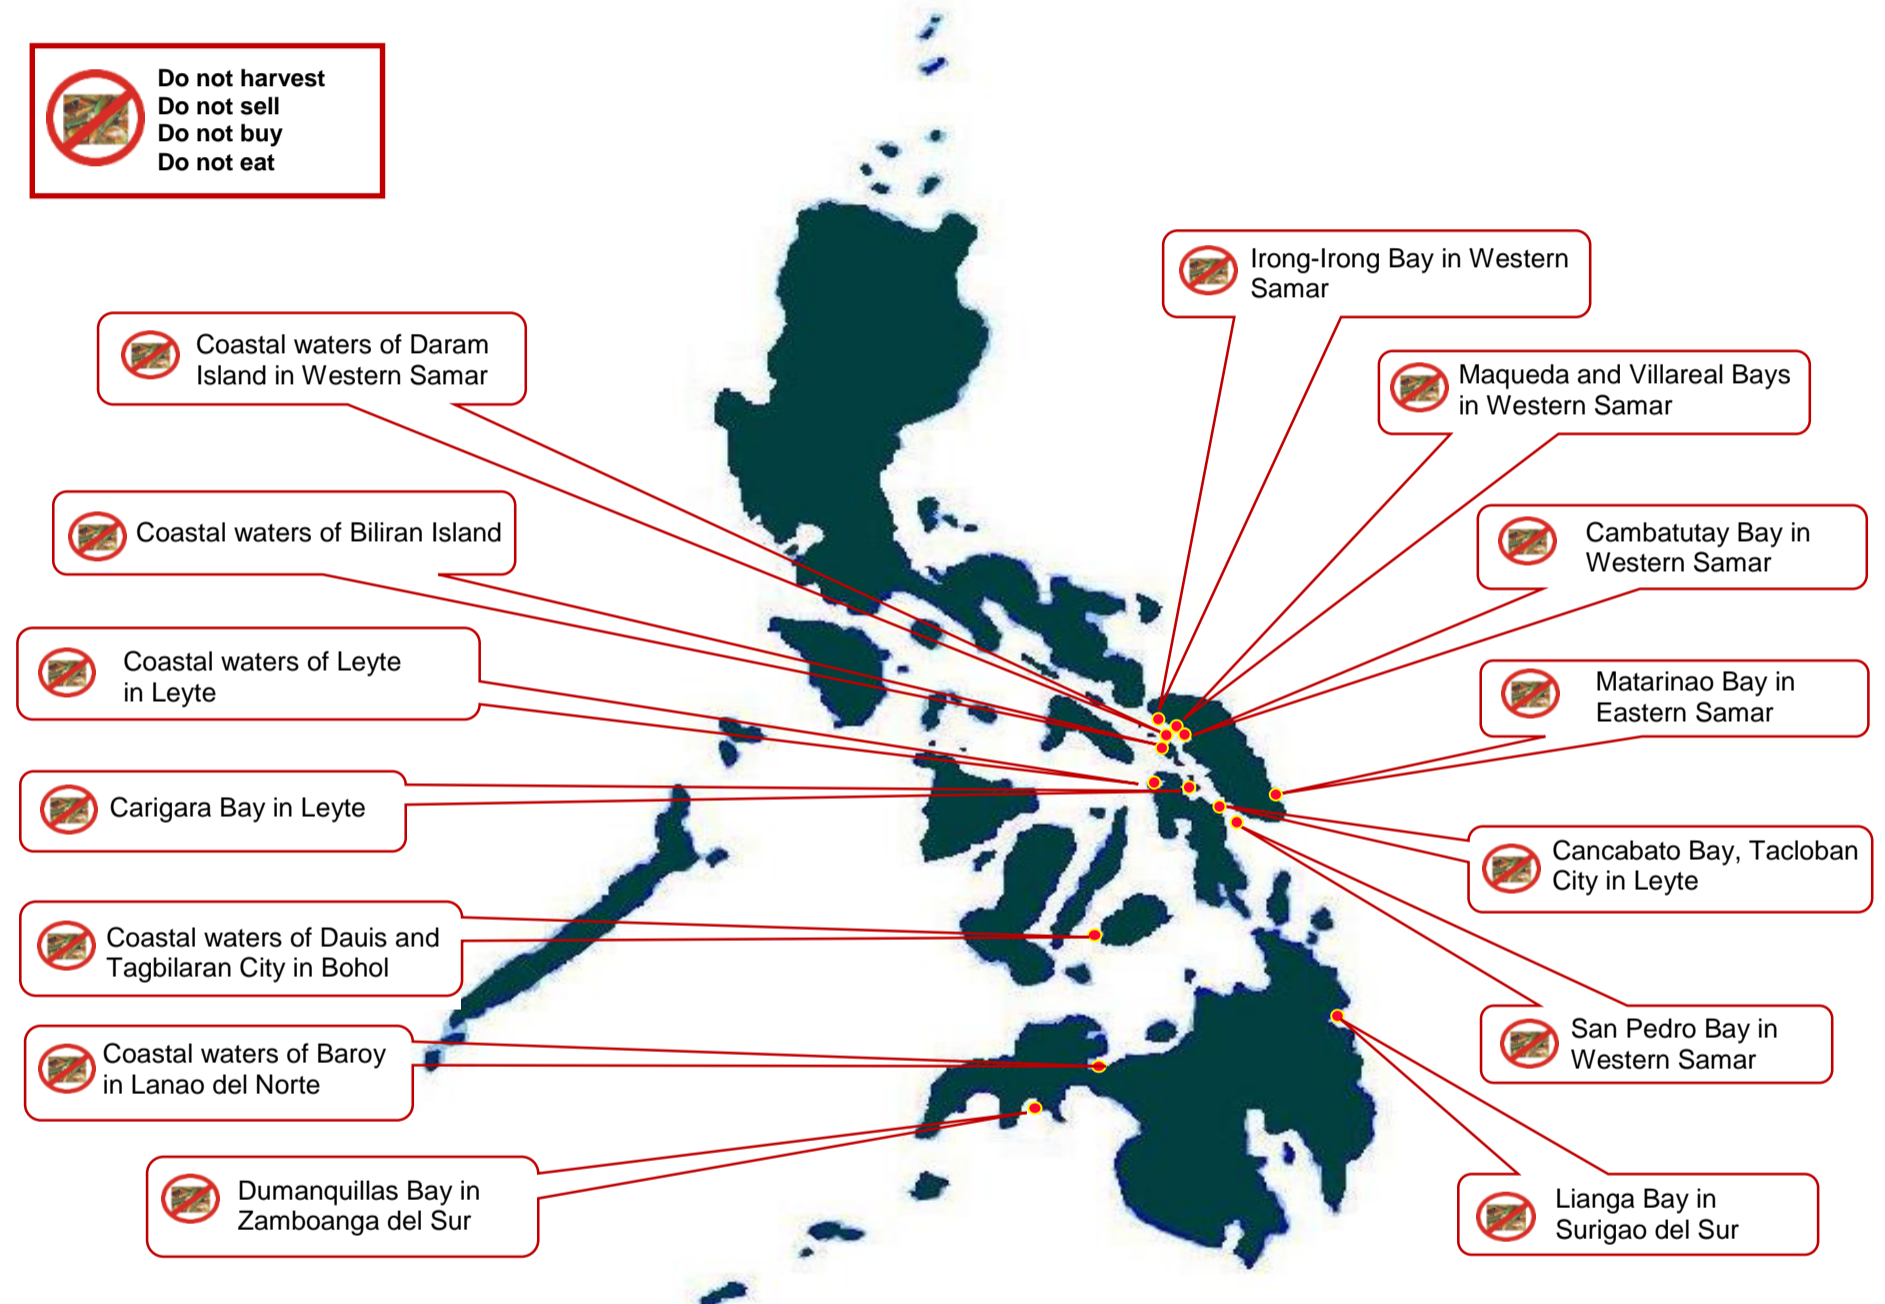 Do not harvest
Do not sell
Do not buy
Do not eat
Irong-Irong Bay in Western
Samar
Coastal waters of Daram
Island in Western Samar
Maqueda and Villareal Bays
in Western Samar
Coastal waters of Biliran Island
Cambatutay Bay in
Western Samar
Coastal waters of Leyte
in Leyte
Matarinao Bay in
Eastern Samar
Carigara Bay in Leyte
Cancabato Bay, Tacloban
City in Leyte
Coastal waters of Dauis and
Tagbilaran City in Bohol
San Pedro Bay in
Western Samar
Coastal waters of Baroy
in Lanao del Norte
Dumanquillas Bay in
Zamboanga del Sur
Lianga Bay in
Surigao del Sur